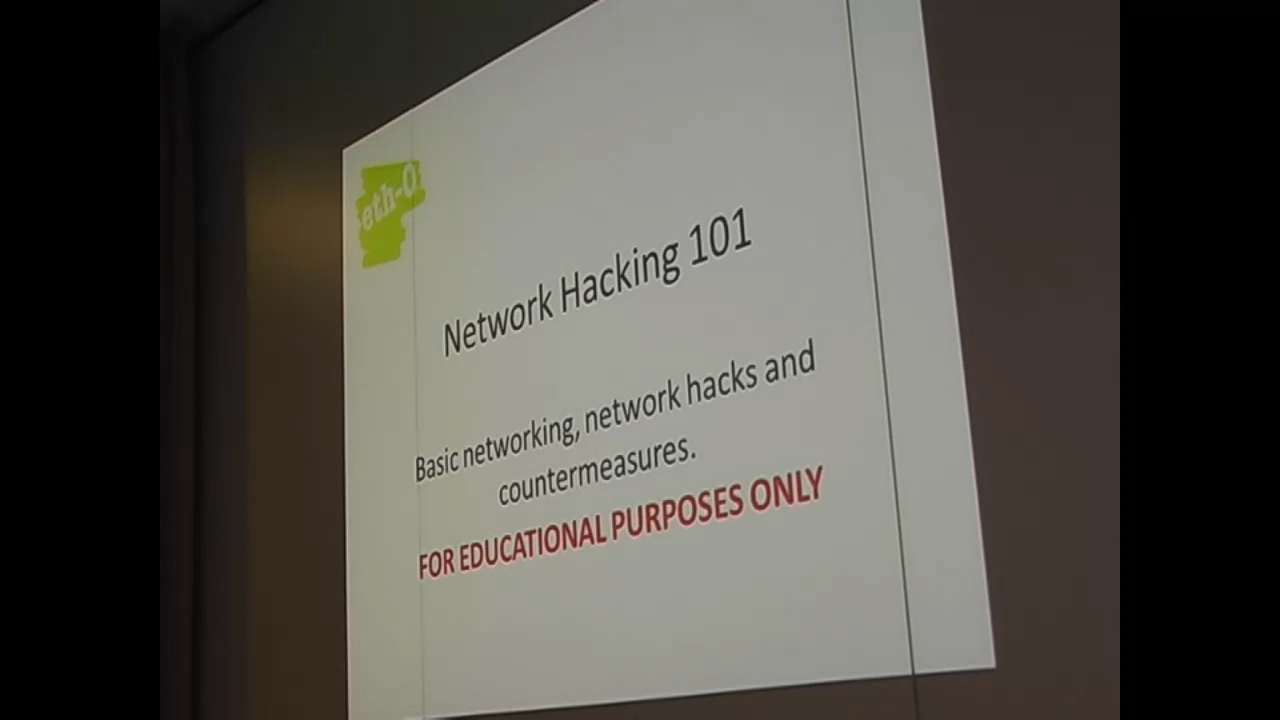 eth-0
Network Hacking 101
Basic networking, network hacks and
countermeasures.
FOR EDUCATIONAL PURPOSES ONLY